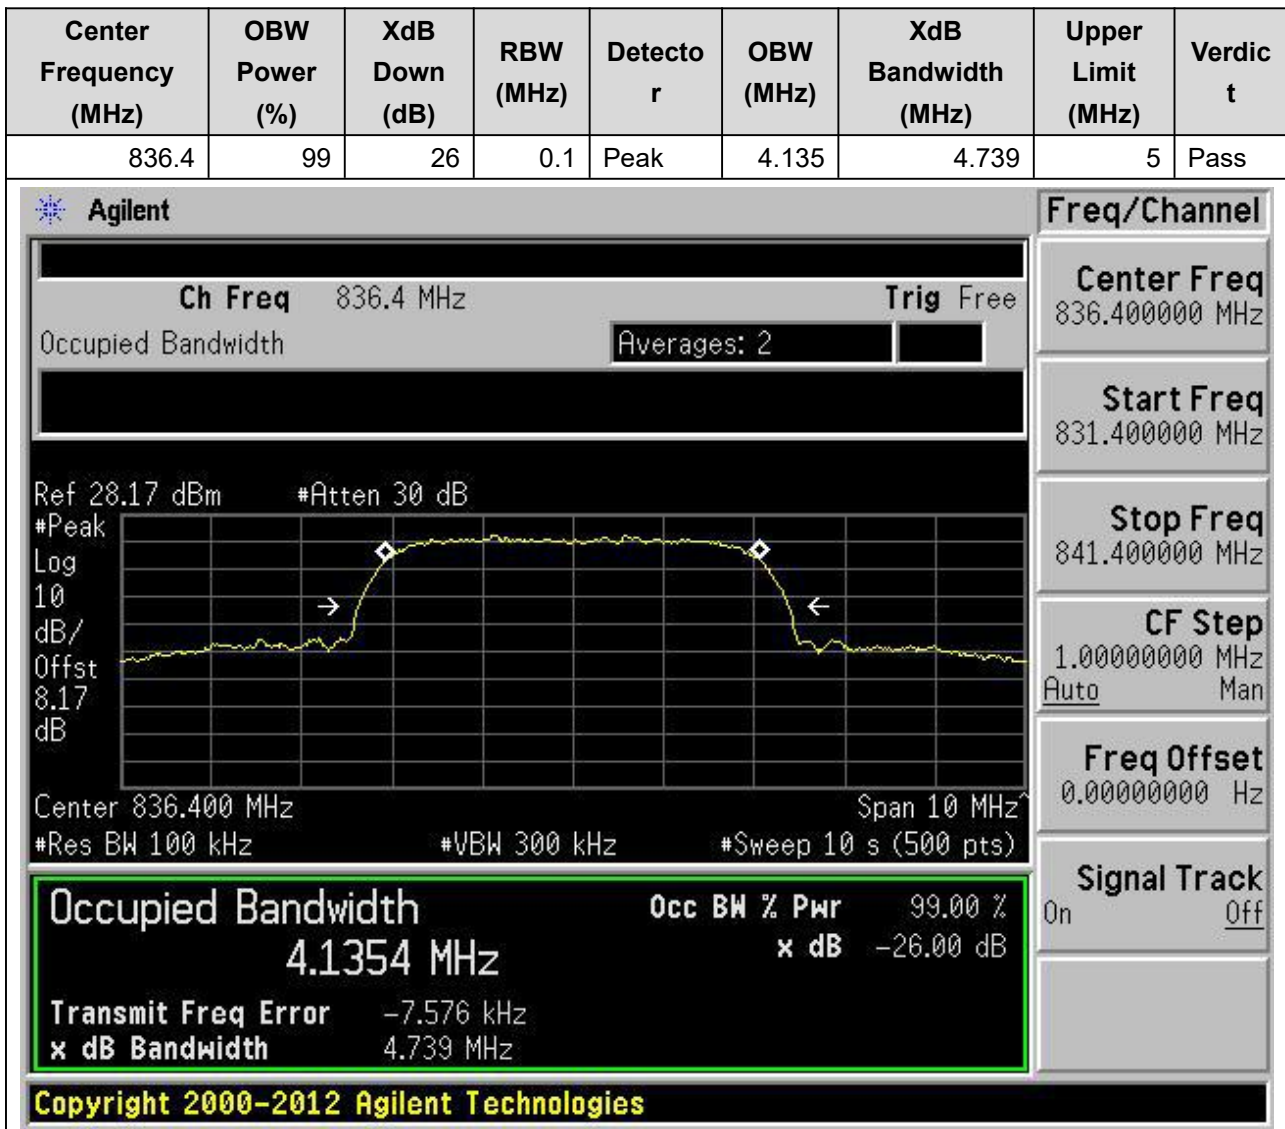 Center Frequency (MHz) OBW Power (%) XdB Down (dB) RBW (MHz) Detecto r OBW (MHz) XdB Bandwidth (MHz) Upper Limit (MHz) Verdic t
836.4 99 26 0.1 Peak 4.135 4.739 5 Pass
Agilent
Freq/Channel
Ch Freq 836.4 MHz Trig Free
Occupied Bandwidth Averages: 2
Ref 28.17 dBm #Atten 30 dB
#Peak
Log
10
dB/
Offst
8.17
dB
Center 836.400 MHz Span 10 MHz^
#Res BW 100 kHz #VBW 300 kHz #Sweep 10 s (500 pts)
Occupied Bandwidth Occ BW % Pwr 99.00 %
4.1354 MHz x dB -26.00 dB
Transmit Freq Error -7.576 kHz
x dB Bandwidth 4.739 MHz
Center Freq
836.400000 MHz
Start Freq
831.400000 MHz
Stop Freq
841.400000 MHz
CF Step
1.00000000 MHz
Auto Man
Freq Offset
0.00000000 Hz
Signal Track
On Off
Copyright 2000-2012 Agilent Technologies